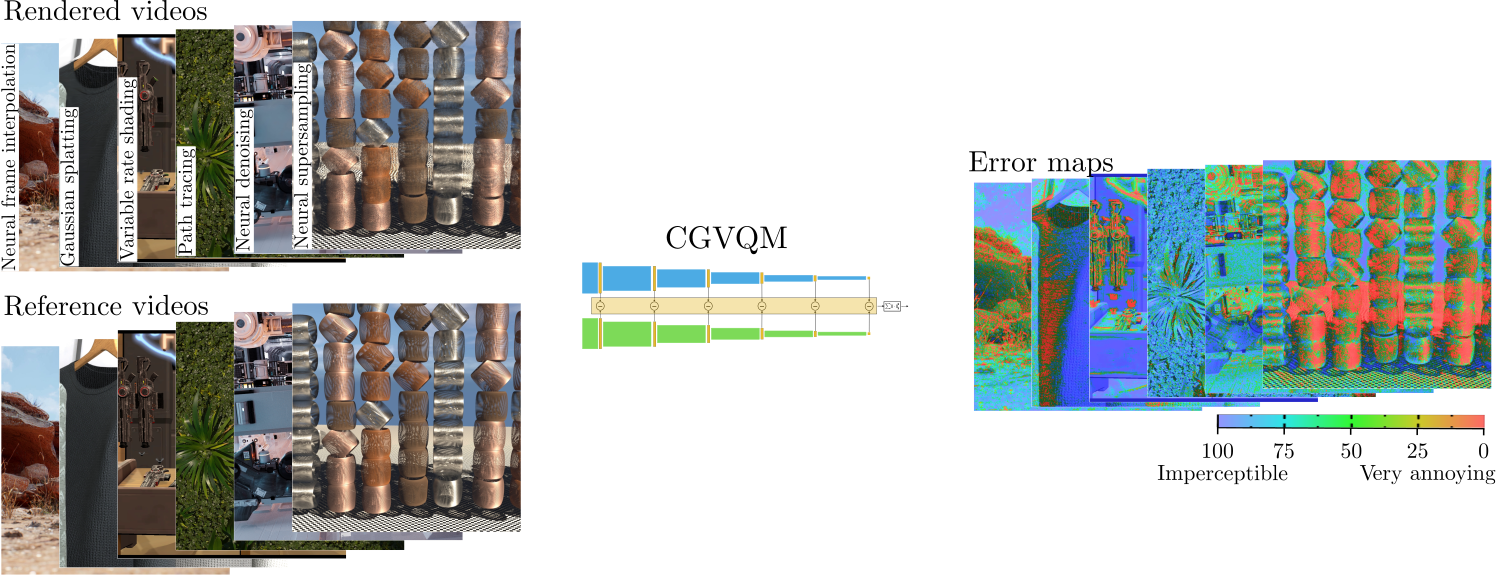 Rendered videos
Neural frame interpolation
Gaussian splatting
Variable rate shading
Path tracing
Neural denoising
Neural supersampling
Reference videos
CGVQM
Error maps
100 75 50 25 0
Imperceptible Very annoying